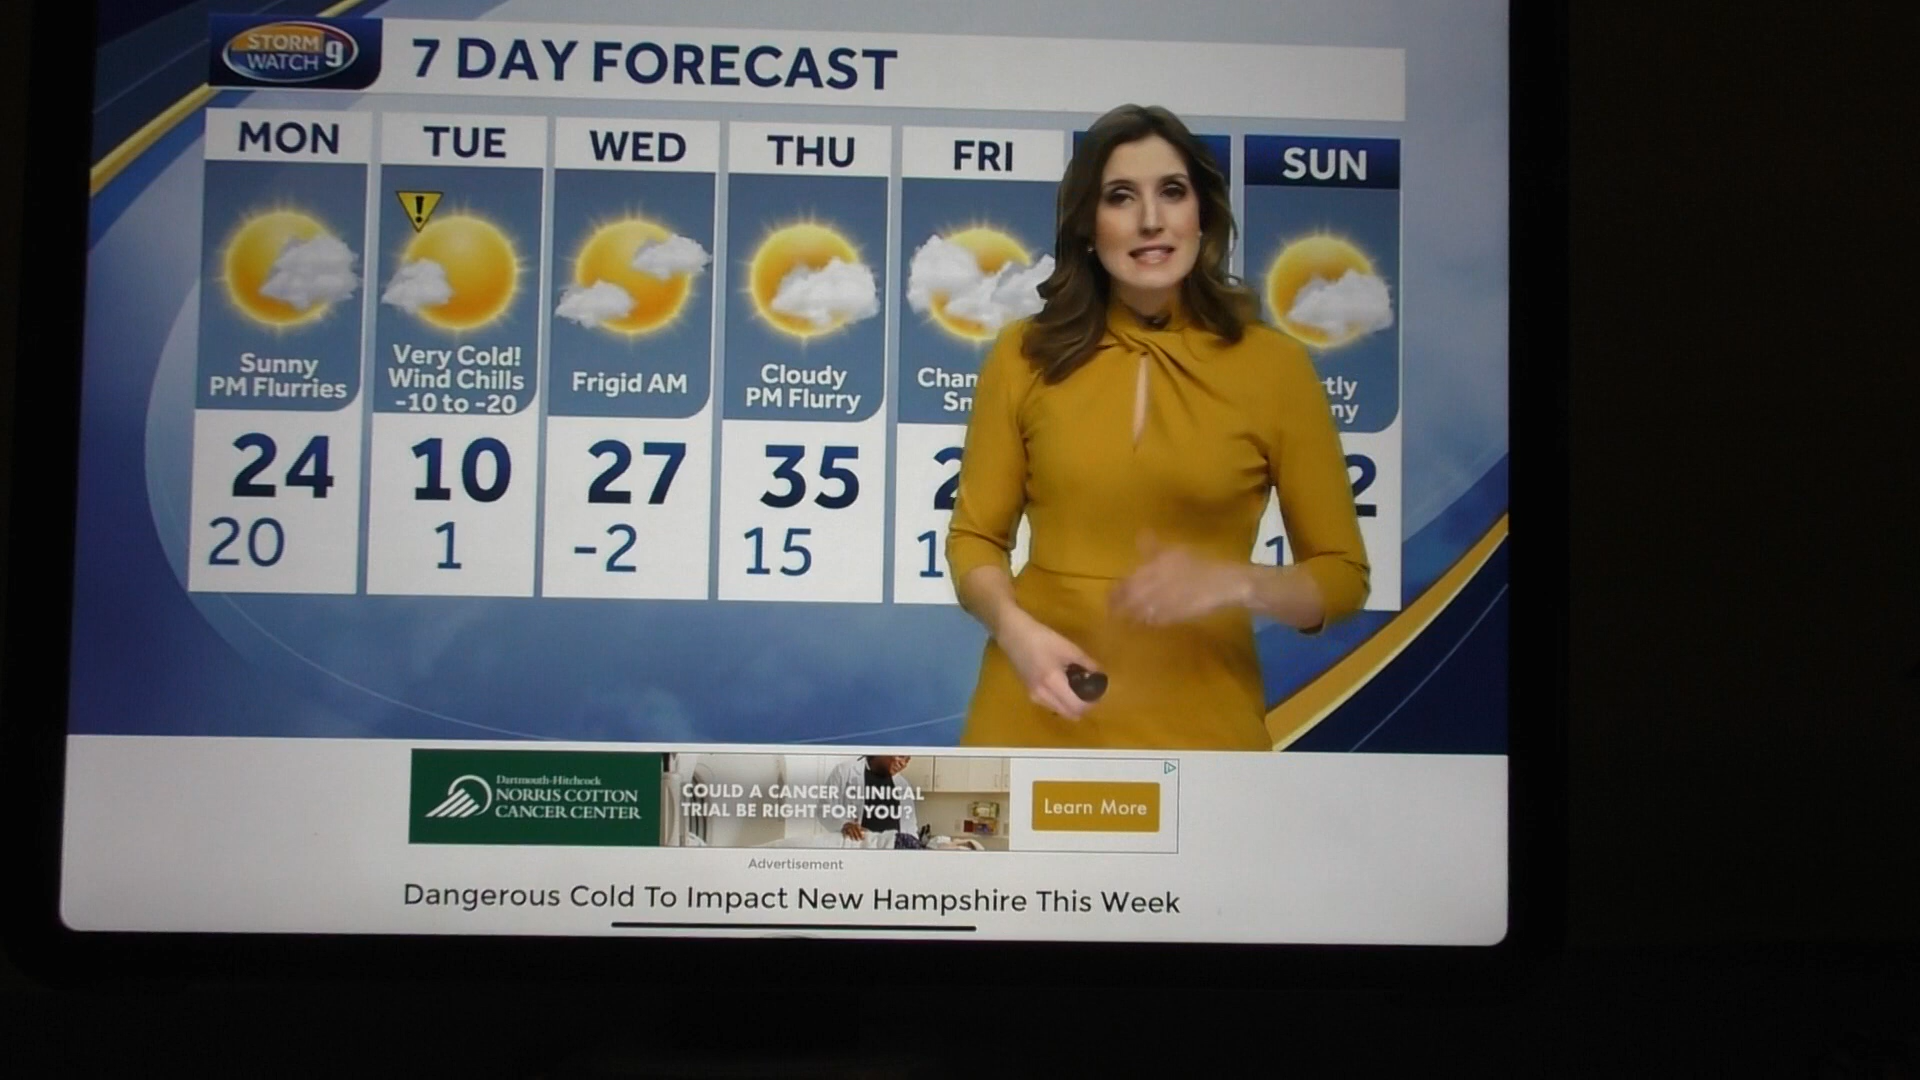 STORM
WATCH 9
7 DAY FORECAST
MON
TUE
WED
THU
FRI
SUN
!
Sunny
PM Flurries
Very Cold!
Wind Chills
-10 to -20
Frigid AM
Cloudy
PM Flurry
24
10
27
35
20
1
-2
15
Dartmouth-Hitchcock
NORRIS COTTON
CANCER CENTER
COULD A CANCER CLINICAL
TRIAL BE RIGHT FOR YOU?
Learn More
Advertisement
Dangerous Cold To Impact New Hampshire This Week